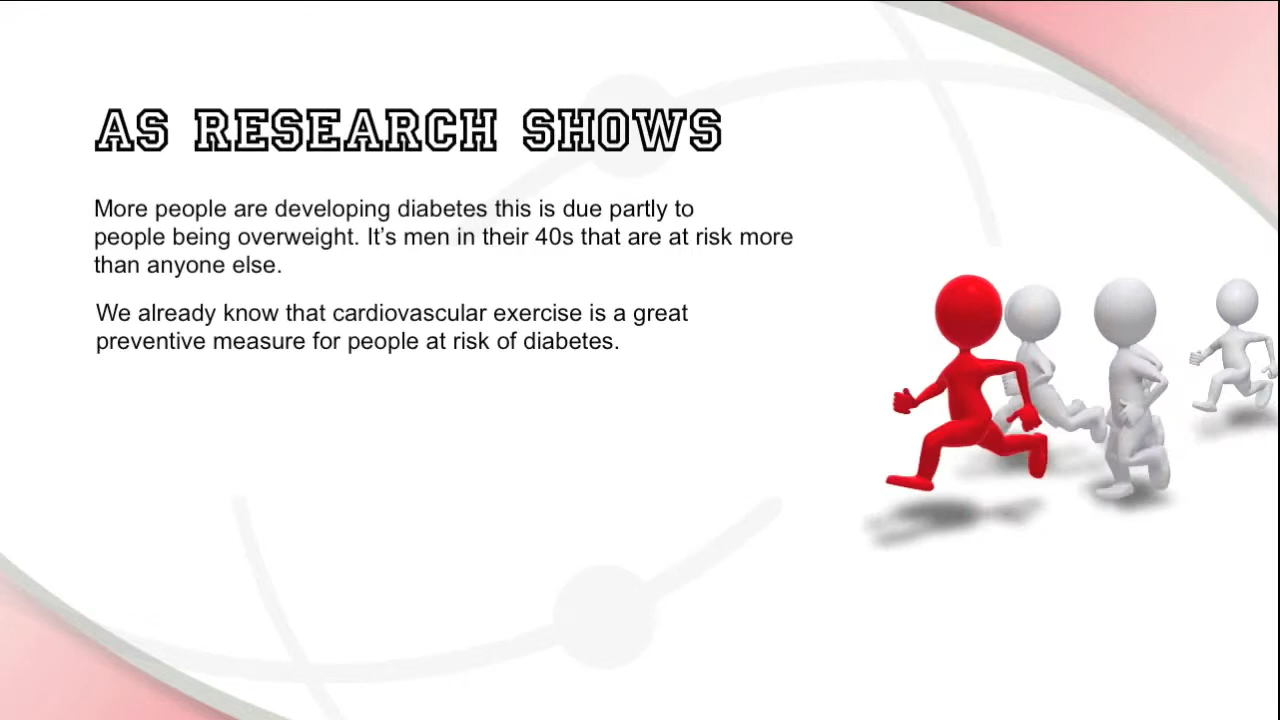 AS RESEARCH SHOWS
More people are developing diabetes this is due partly to
people being overweight. It’s men in their 40s that are at risk more
than anyone else.
We already know that cardiovascular exercise is a great
preventive measure for people at risk of diabetes.